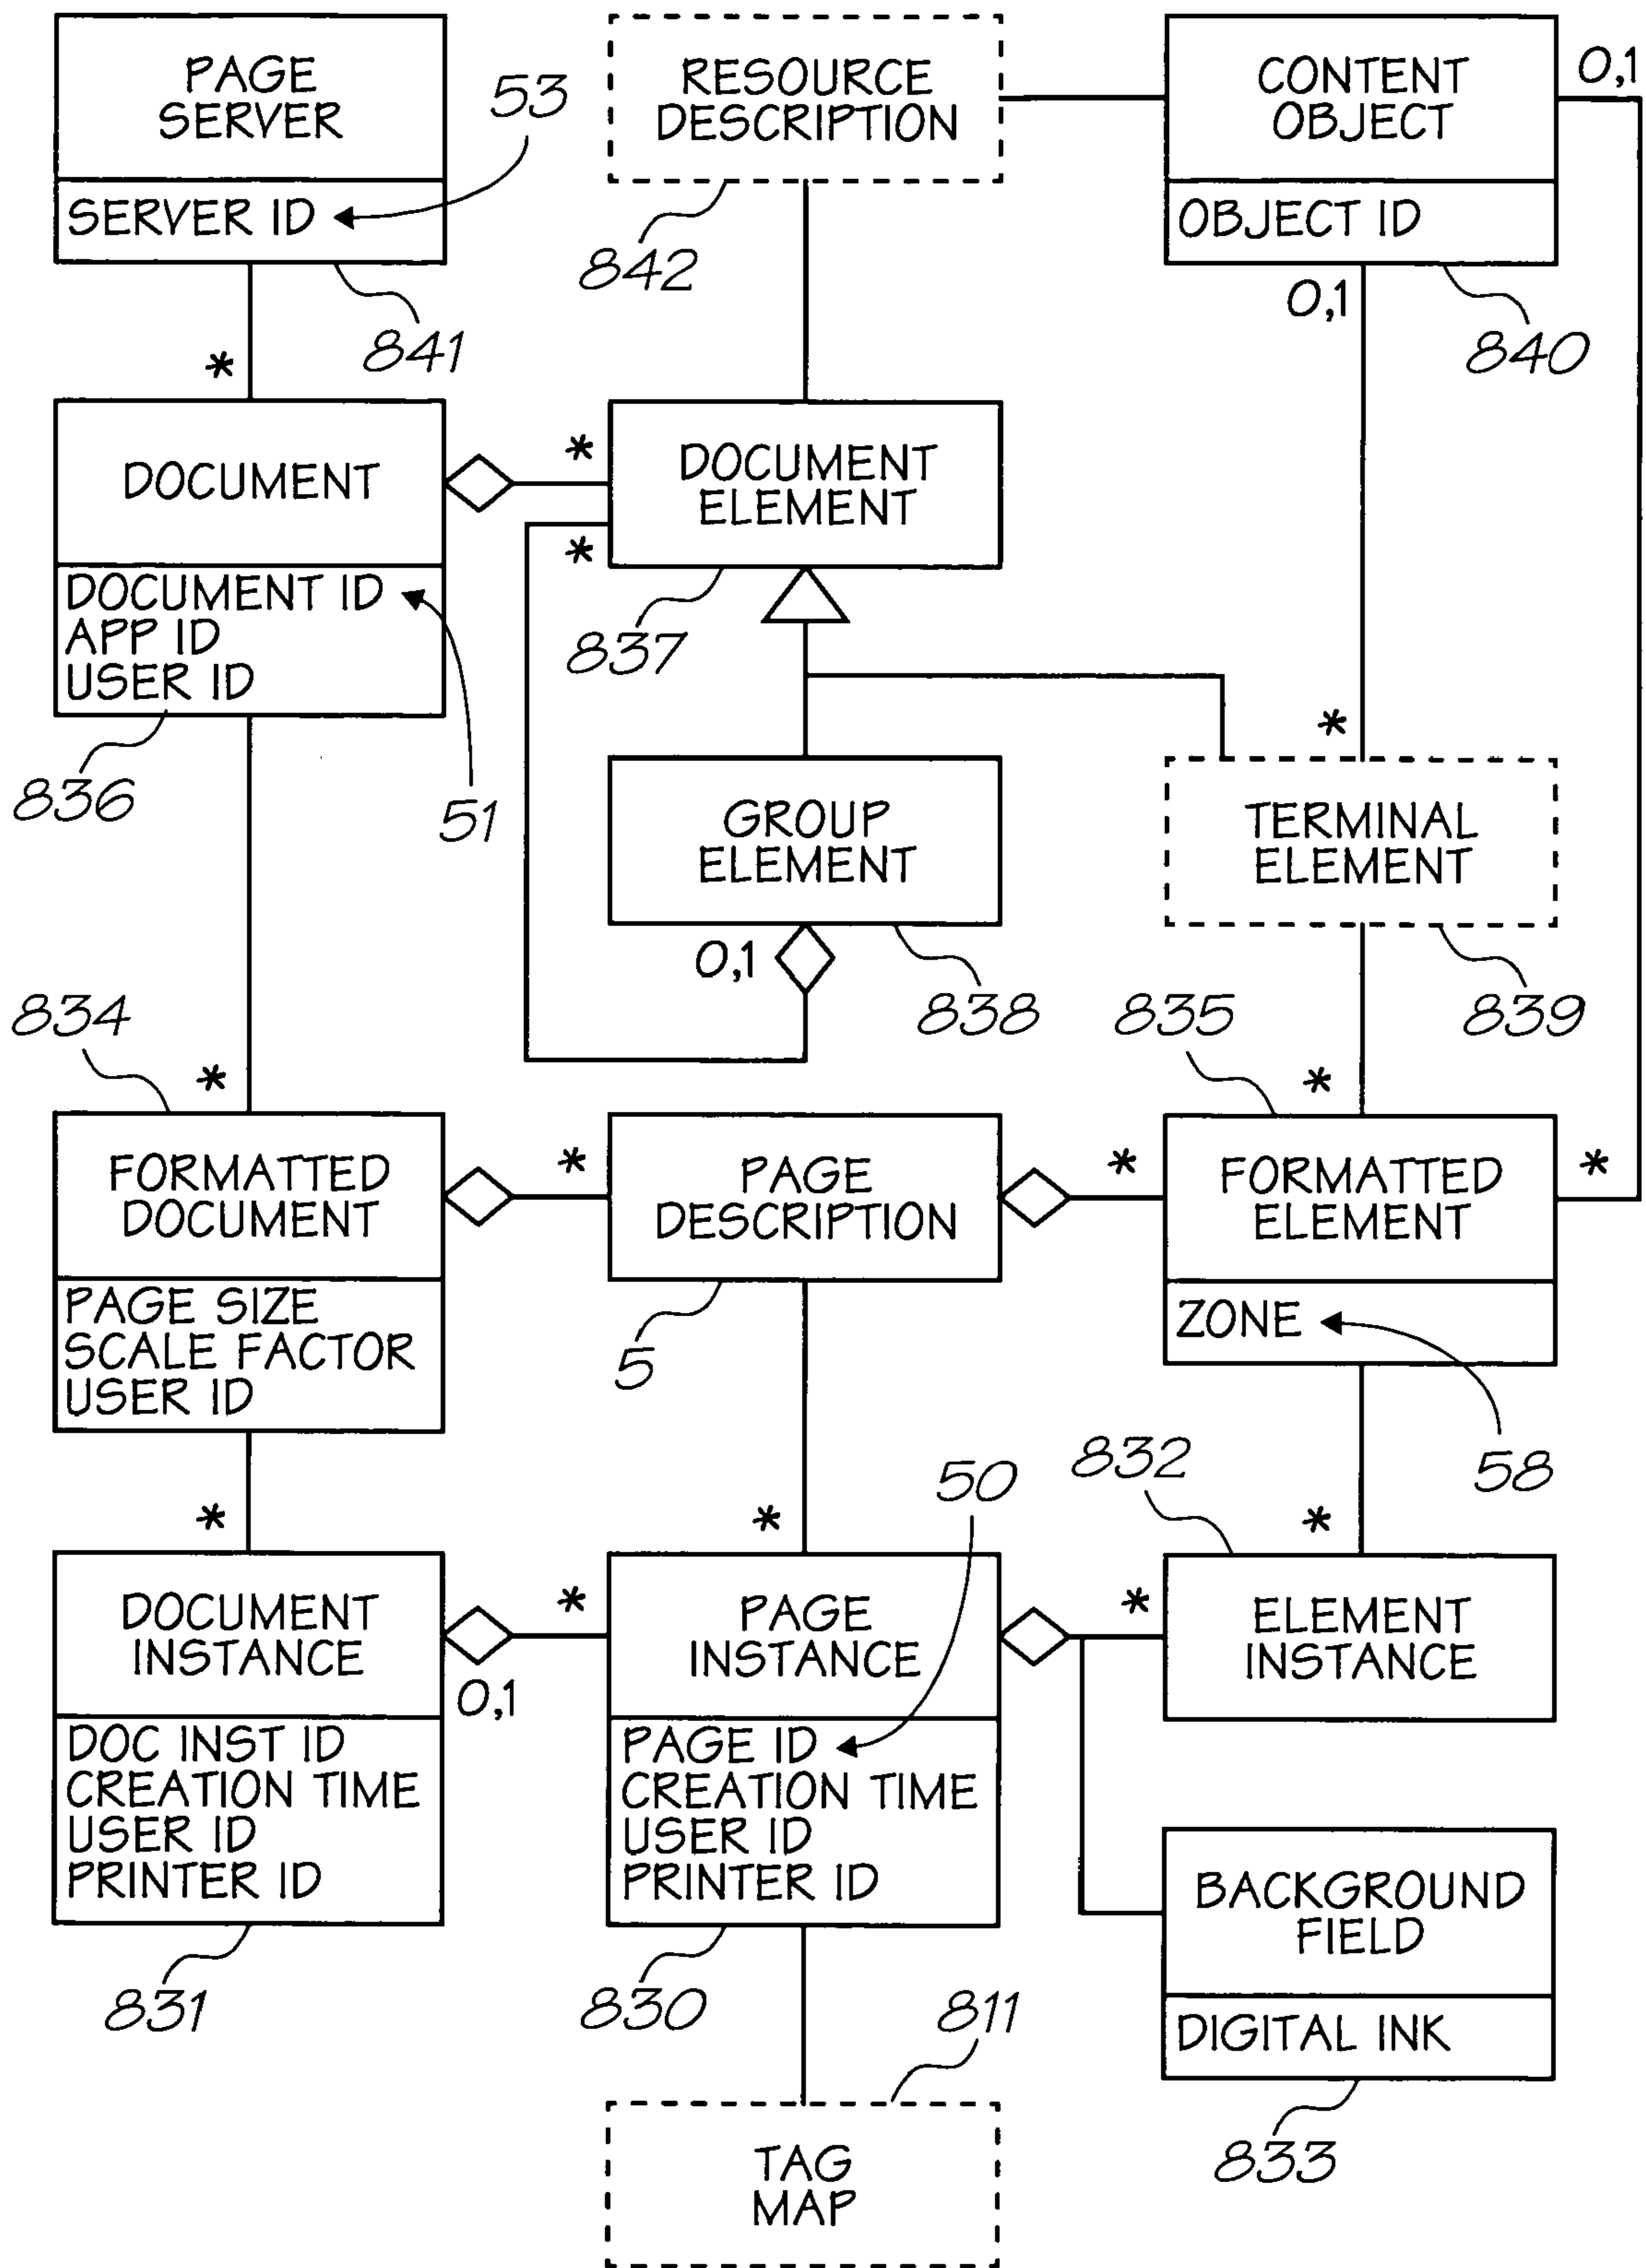 PAGE
SERVER
SERVER ID
53
841
RESOURCE
DESCRIPTION
842
CONTENT
OBJECT
OBJECT ID
0,1
0,1
840
*
DOCUMENT
DOCUMENT ID
APP ID
USER ID
836
51
*
*
DOCUMENT
ELEMENT
837
GROUP
ELEMENT
0,1
838
*
TERMINAL
ELEMENT
839
834
*
FORMATTED
DOCUMENT
PAGE SIZE
SCALE FACTOR
USER ID
*
PAGE
DESCRIPTION
5
835
*
*
*
FORMATTED
ELEMENT
ZONE
58
*
DOCUMENT
INSTANCE
DOC INST ID
CREATION TIME
USER ID
PRINTER ID
831
0,1
*
*
50
PAGE
INSTANCE
PAGE ID
CREATION TIME
USER ID
PRINTER ID
830
832
*
*
ELEMENT
INSTANCE
BACKGROUND
FIELD
DIGITAL INK
833
811
TAG
MAP